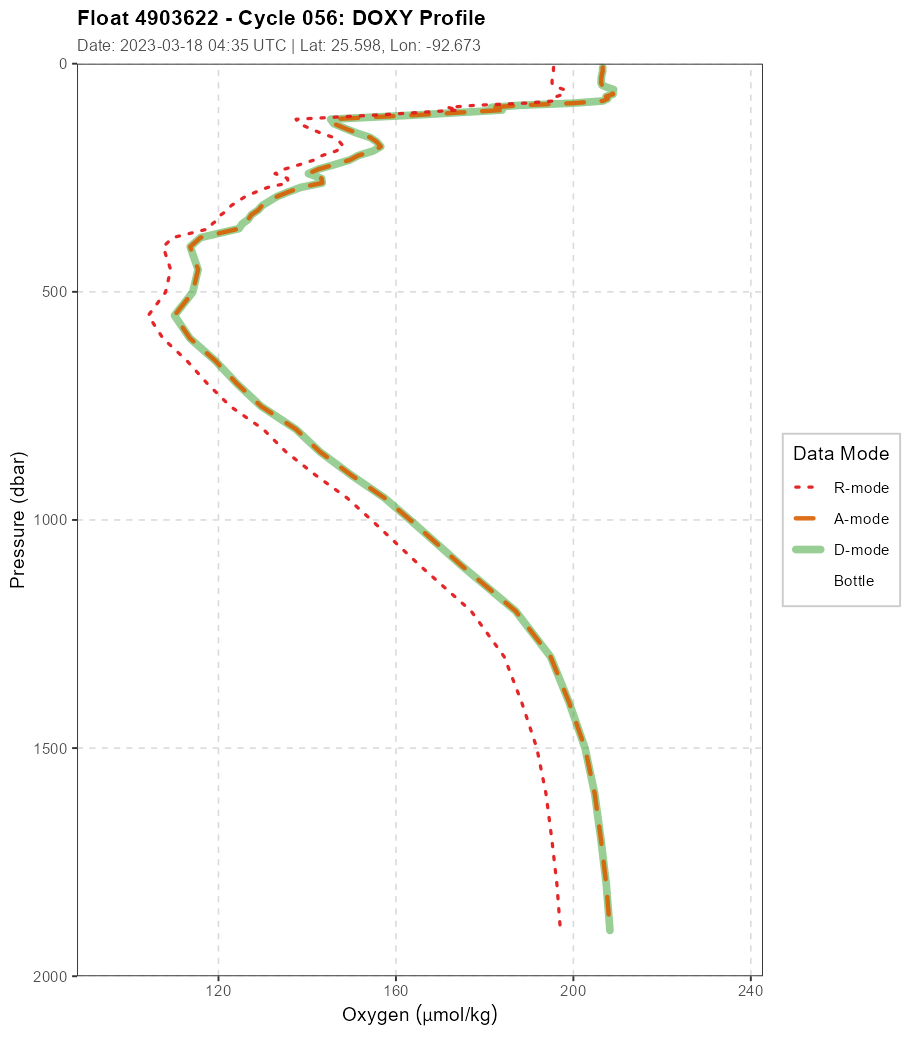 Float 4903622 - Cycle 056: DOXY Profile
Date: 2023-03-18 04:35 UTC | Lat: 25.598, Lon: -92.673
0
500
1000
1500
2000
Pressure (dbar)
120
160
200
240
Oxygen (μmol/kg)
Data Mode
R-mode
A-mode
D-mode
Bottle